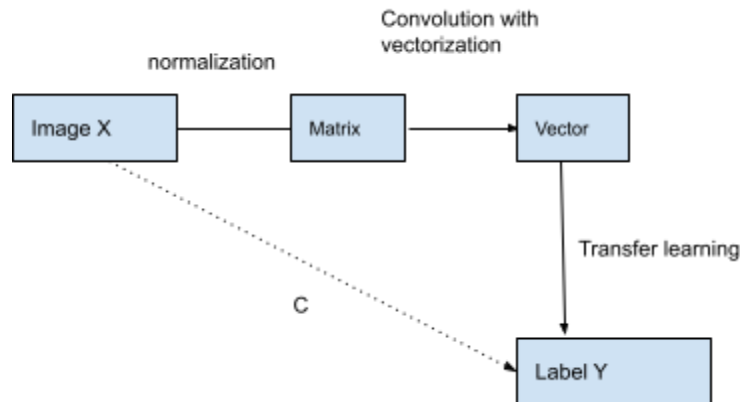 Convolution with
vectorization
normalization
Image X
Matrix
Vector
Transfer learning
C
Label Y